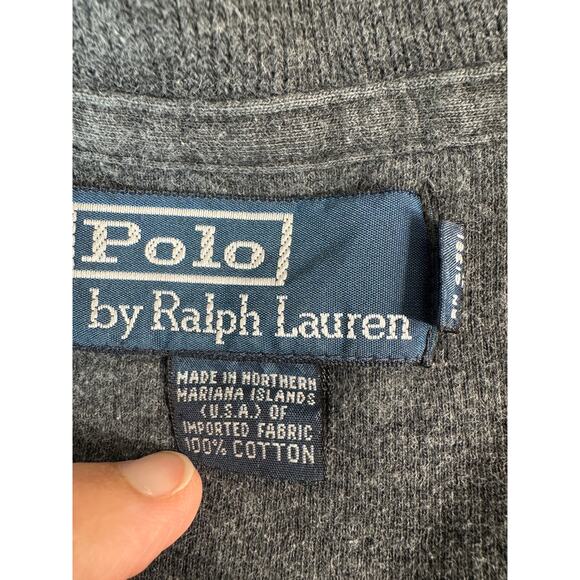 Polo
by Ralph Lauren
MADE IN NORTHERN
MARIANA ISLANDS
(U.S.A.) OF
IMPORTED FABRIC
100% COTTON